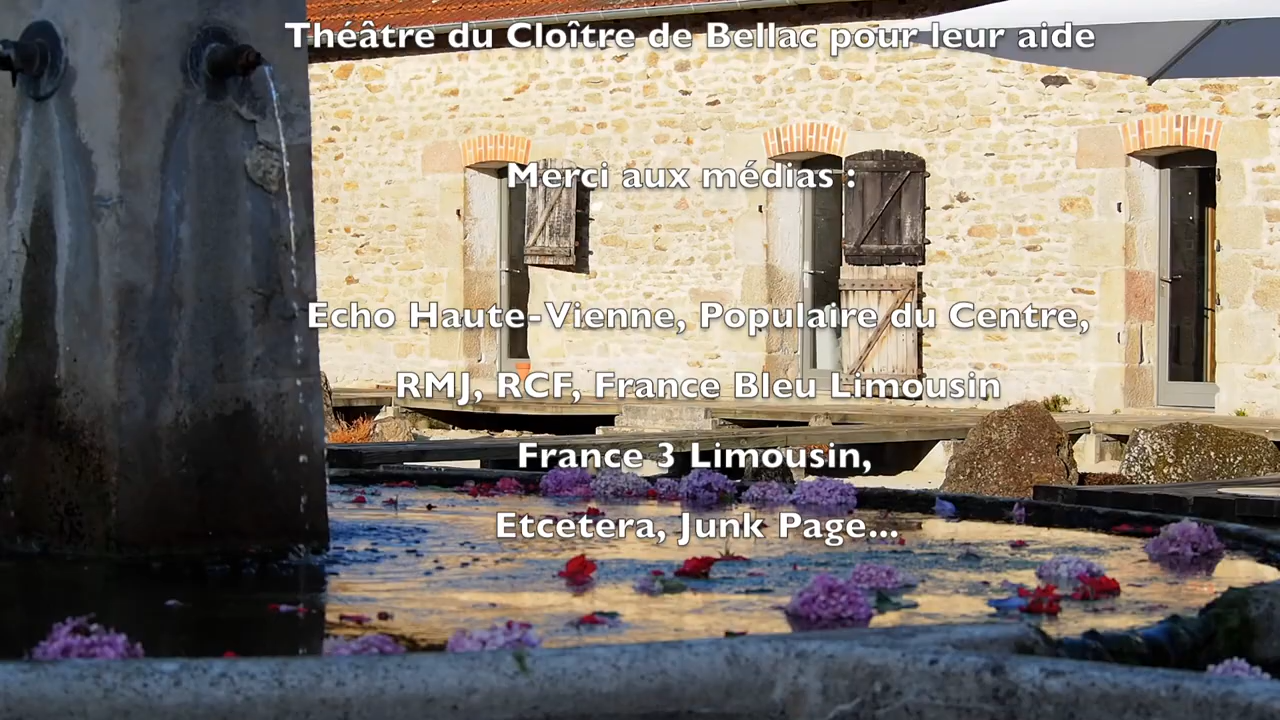 Théâtre du Cloître de Bellac pour leur aide
Merci aux médias :
Echo Haute-Vienne, Populaire du Centre,
RMJ, RCF, France Bleu Limousin
France 3 Limousin,
Etcetera, Junk Page...